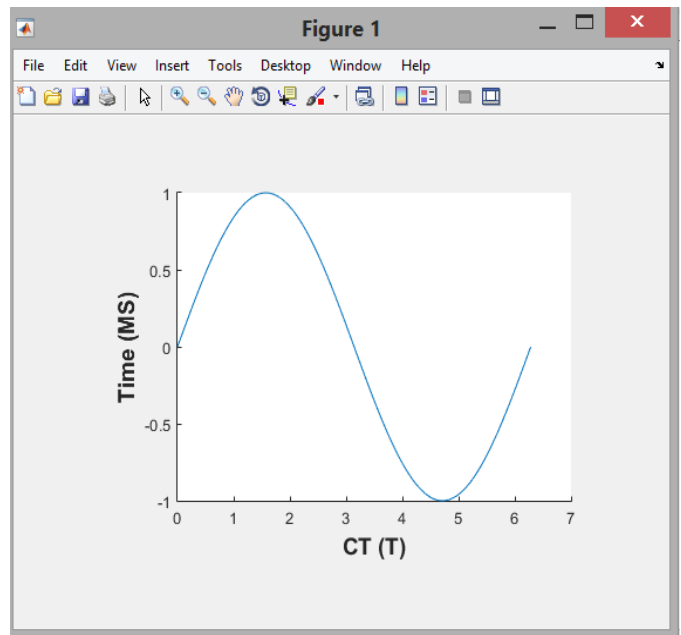 Figure 1
File Edit View Insert Tools Desktop Window Help
1
0.5
0
-0.5
-1
Time (MS)
0 1 2 3 4 5 6 7
CT (T)